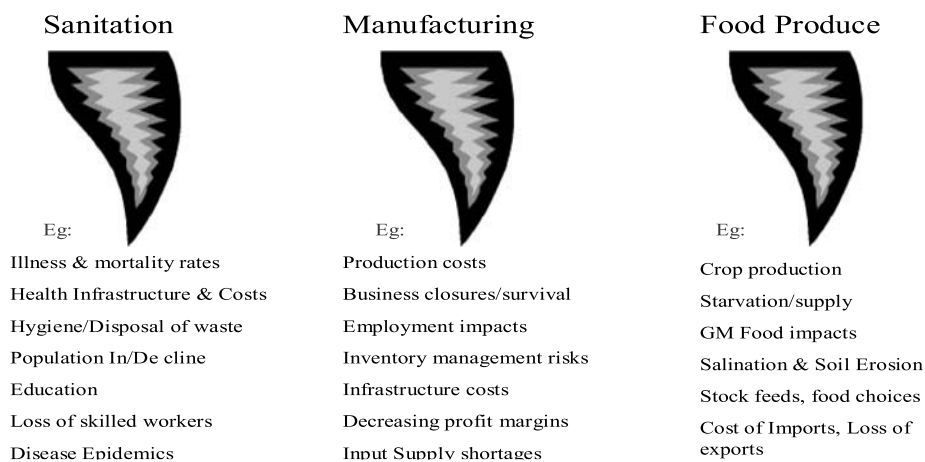 Sanitation
Eg:
Illness & mortality rates
Health Infrastructure & Costs
Hygiene/Disposal of waste
Population In/De cline
Education
Loss of skilled workers
Disease Epidemics
Manufacturing
Eg:
Production costs
Business closures/survival
Employment impacts
Inventory management risks
Infrastructure costs
Decreasing profit margins
Input Supply shortages
Food Produce
Eg:
Crop production
Starvation/supply
GM Food impacts
Salination & Soil Erosion
Stock feeds, food choices
Cost of Imports, Loss of
exports